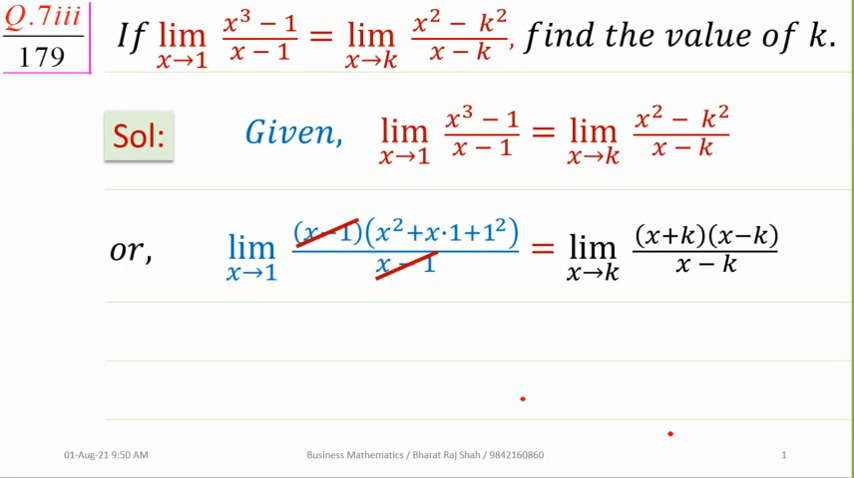 Q.7iii
179
If lim x→1 (x³ − 1)/(x − 1) = lim x→k (x² − k²)/(x − k), find the value of k.
Sol: Given, lim x→1 (x³ − 1)/(x − 1) = lim x→k (x² − k²)/(x − k)
or, lim x→1 (x−1)(x²+x·1+1²)/(x − 1) = lim x→k (x+k)(x−k)/(x − k)
01-Aug-21 9:50 AM Business Mathematics / Bharat Raj Shah / 9842160860 1